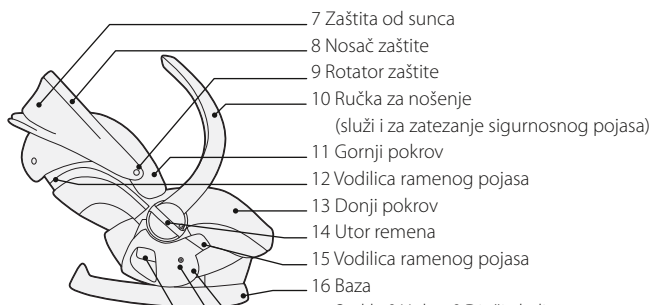 7 Zaštita od sunca
8 Nosač zaštite
9 Rotator zaštite
10 Ručka za nošenje
(služi i za zatezanje sigurnosnog pojasa)
11 Gornji pokrov
12 Vodilica ramenog pojasa
13 Donji pokrov
14 Utor remena
15 Vodilica ramenog pojasa
16 Baza